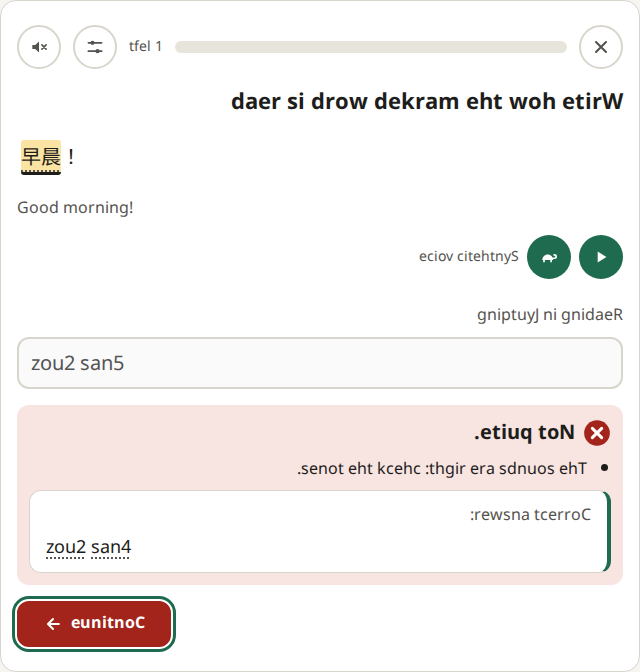 tfel 1
daer si drow dekram eht woh etirW
早晨！
Good morning!
eciov citehtnyS
gniptuyJ ni gnidaeR
zou2 san5
.etiuq toN
.senot eht kcehc :thgir era sdnuos ehT
:rewsna tcerroC
zou2 san4
eunitnoC